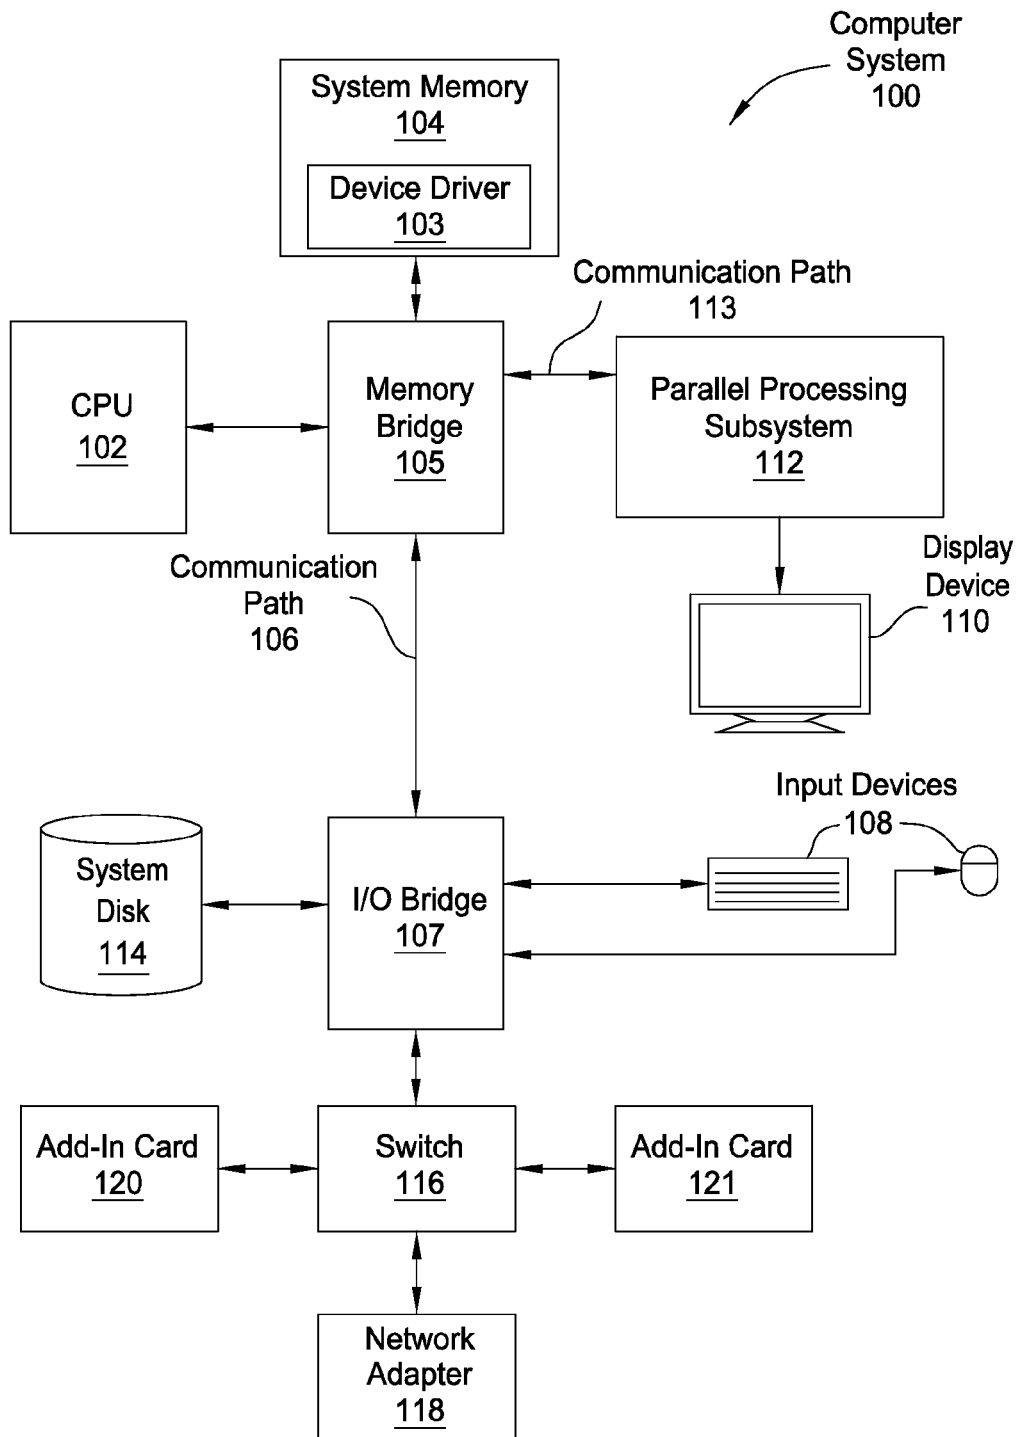 Computer
System
100
System Memory
104
Device Driver
103
Communication Path
113
CPU
102
Memory
Bridge
105
Parallel Processing
Subsystem
112
Communication
Path
106
Display
Device
110
Input Devices
108
System
Disk
114
I/O Bridge
107
Add-In Card
120
Switch
116
Add-In Card
121
Network
Adapter
118